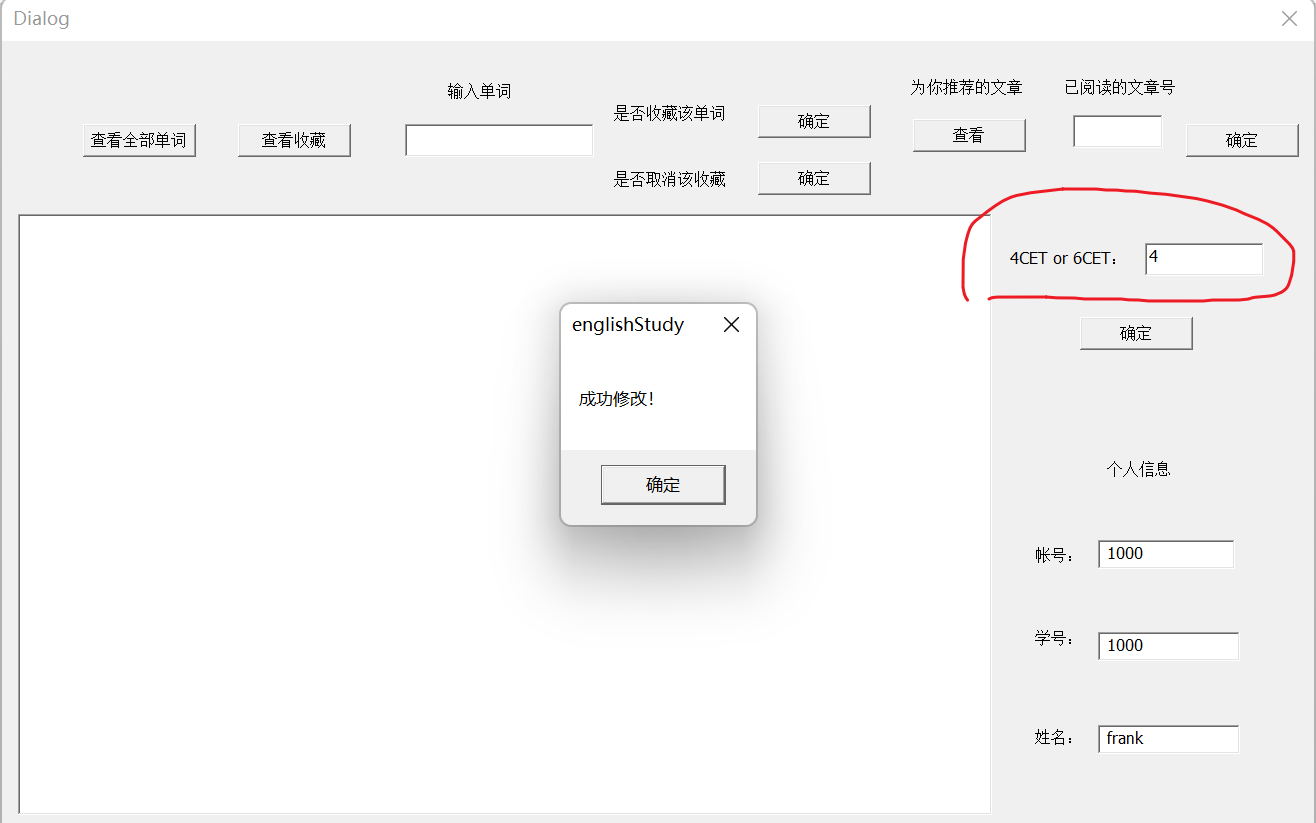 Dialog
输入单词
为你推荐的文章
已阅读的文章号
查看全部单词
查看收藏
是否收藏该单词
确定
查看
确定
是否取消该收藏
确定
4CET or 6CET：
4
确定
englishStudy
成功修改！
确定
个人信息
帐号：
1000
学号：
1000
姓名：
frank